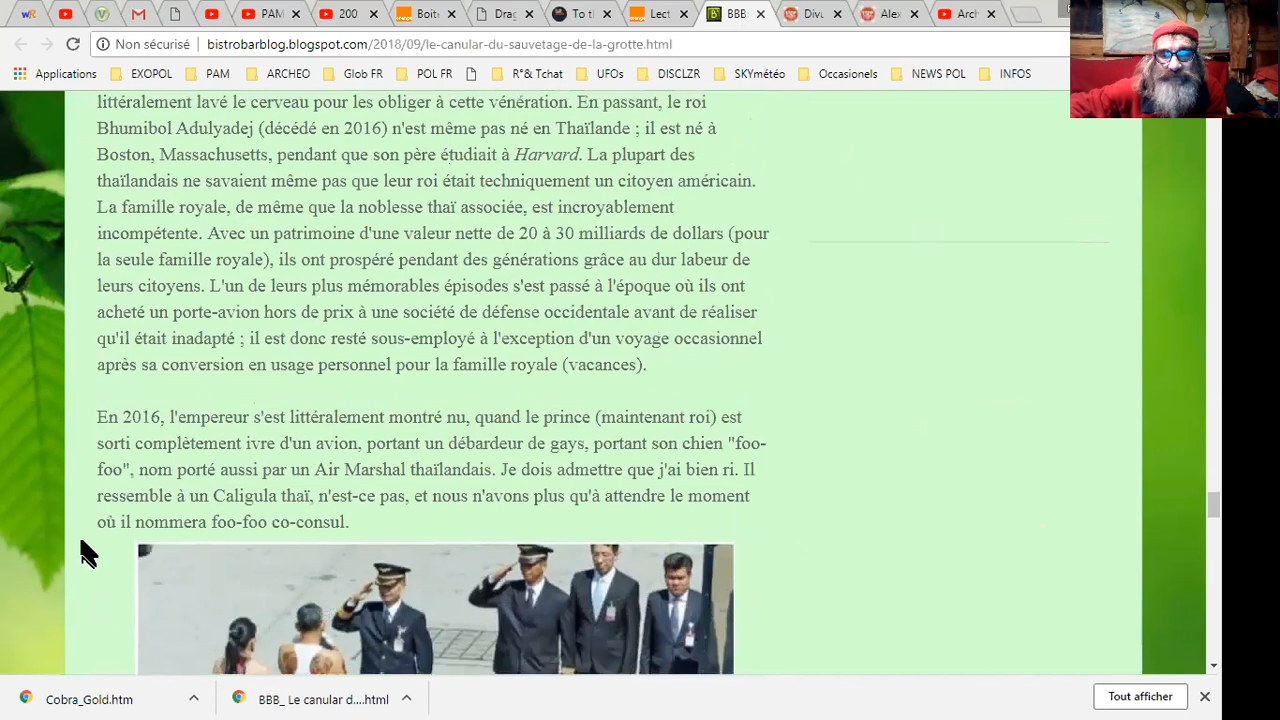 PAM
200
Boît
Drag
To t
Lect
BBB
Divu
Alex
Arch
Non sécurisé
bistrobarblog.blogspot.com/2018/09/le-canular-du-sauvetage-de-la-grotte.html
Applications
EXOPOL
PAM
ARCHEO
Glob FR
POL FR
R°& Tchat
UFOs
DISCLZR
SKYmétéo
Occasionels
NEWS POL
INFOS
littéralement lavé le cerveau pour les obliger à cette vénération. En passant, le roi
Bhumibol Adulyadej (décédé en 2016) n'est même pas né en Thaïlande ; il est né à
Boston, Massachusetts, pendant que son père étudiait à Harvard. La plupart des
thaïlandais ne savaient même pas que leur roi était techniquement un citoyen américain.
La famille royale, de même que la noblesse thaï associée, est incroyablement
incompétente. Avec un patrimoine d'une valeur nette de 20 à 30 milliards de dollars (pour
la seule famille royale), ils ont prospéré pendant des générations grâce au dur labeur de
leurs citoyens. L'un de leurs plus mémorables épisodes s'est passé à l'époque où ils ont
acheté un porte-avion hors de prix à une société de défense occidentale avant de réaliser
qu'il était inadapté ; il est donc resté sous-employé à l'exception d'un voyage occasionnel
après sa conversion en usage personnel pour la famille royale (vacances).
En 2016, l'empereur s'est littéralement montré nu, quand le prince (maintenant roi) est
sorti complètement ivre d'un avion, portant un débardeur de gays, portant son chien "foo-
foo", nom porté aussi par un Air Marshal thaïlandais. Je dois admettre que j'ai bien ri. Il
ressemble à un Caligula thaï, n'est-ce pas, et nous n'avons plus qu'à attendre le moment
où il nommera foo-foo co-consul.
Cobra_Gold.htm
BBB_ Le canular d....html
Tout afficher